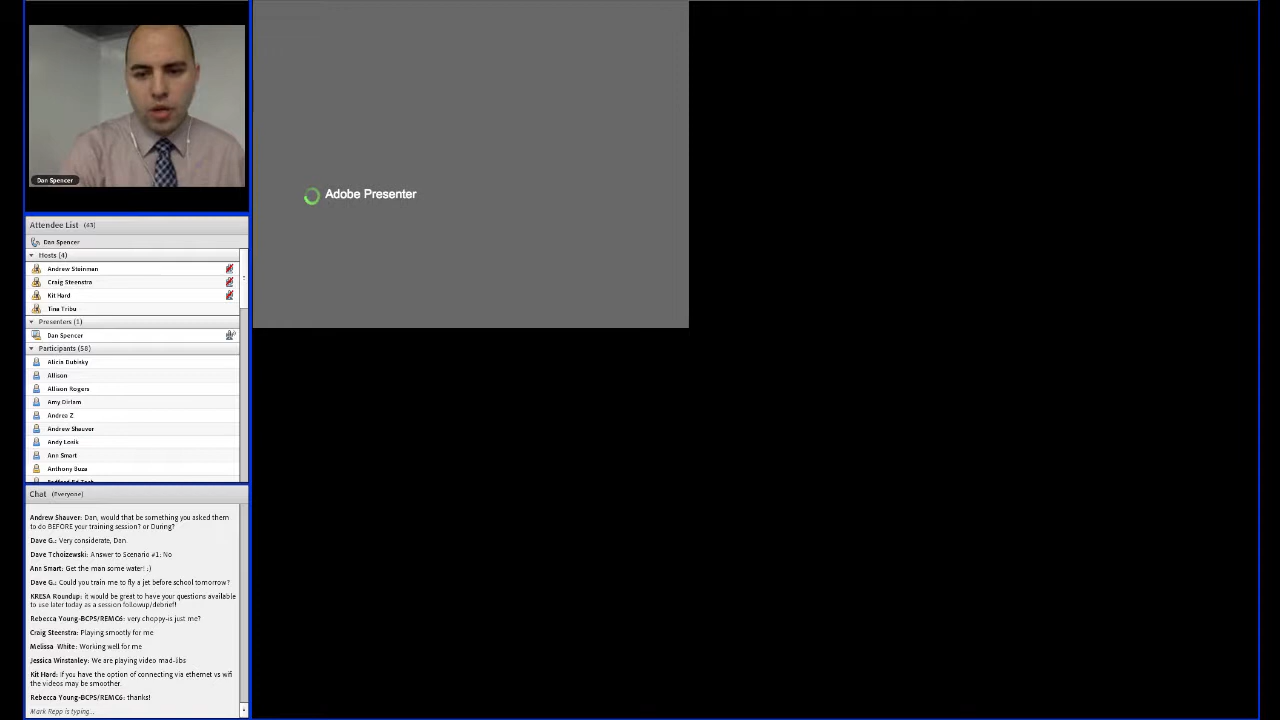 Dan Spencer
Adobe Presenter
Attendee List (43)
Dan Spencer
Hosts (4)
Andrew Steinman
Craig Steenstra
Kit Hard
Tina Tribu
Presenters (1)
Dan Spencer
Participants (58)
Alicia Dubinsky
Allison
Allison Rogers
Amy Dirlam
Andrea Z
Andrew Shauver
Andy Losik
Ann Smart
Anthony Buza
Chat (Everyone)
Andrew Shauver: Dan, would that be something you asked them
to do BEFORE your training session? or During?
Dave G.: Very considerate, Dan.
Dave Tchoizewski: Answer to Scenario #1: No
Ann Smart: Get the man some water! :)
Dave G.: Could you train me to fly a jet before school tomorrow?
KRESA Roundup: it would be great to have your questions available
to use later today as a session followup/debrief!
Rebecca Young-BCPS/REMC6: very choppy-is just me?
Craig Steenstra: Playing smootly for me
Melissa White: Working well for me
Jessica Winstanley: We are playing video mad-libs
Kit Hard: If you have the option of connecting via ethernet vs wifi
the videos may be smoother.
Rebecca Young-BCPS/REMC6: thanks!
Mark Repp is typing...